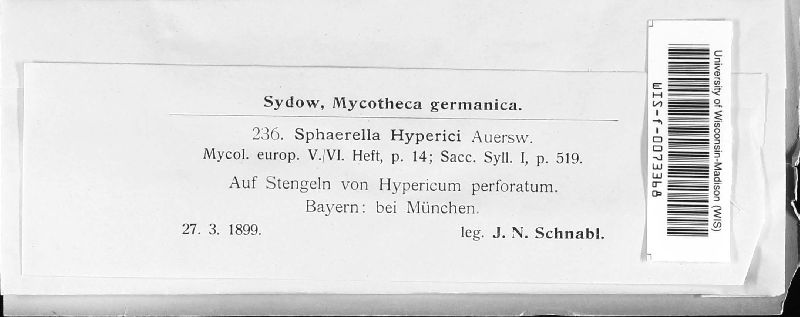 Sydow, Mycotheca germanica.
236. Sphaerella Hyperici Auersw.
Mycol. europ. V./VI. Heft, p. 14; Sacc. Syll. I, p. 519.
Auf Stengeln von Hypericum perforatum.
Bayern: bei München.
27. 3. 1899. leg. J. N. Schnabl.
University of Wisconsin-Madison (WIS)
WIS-f-0073368